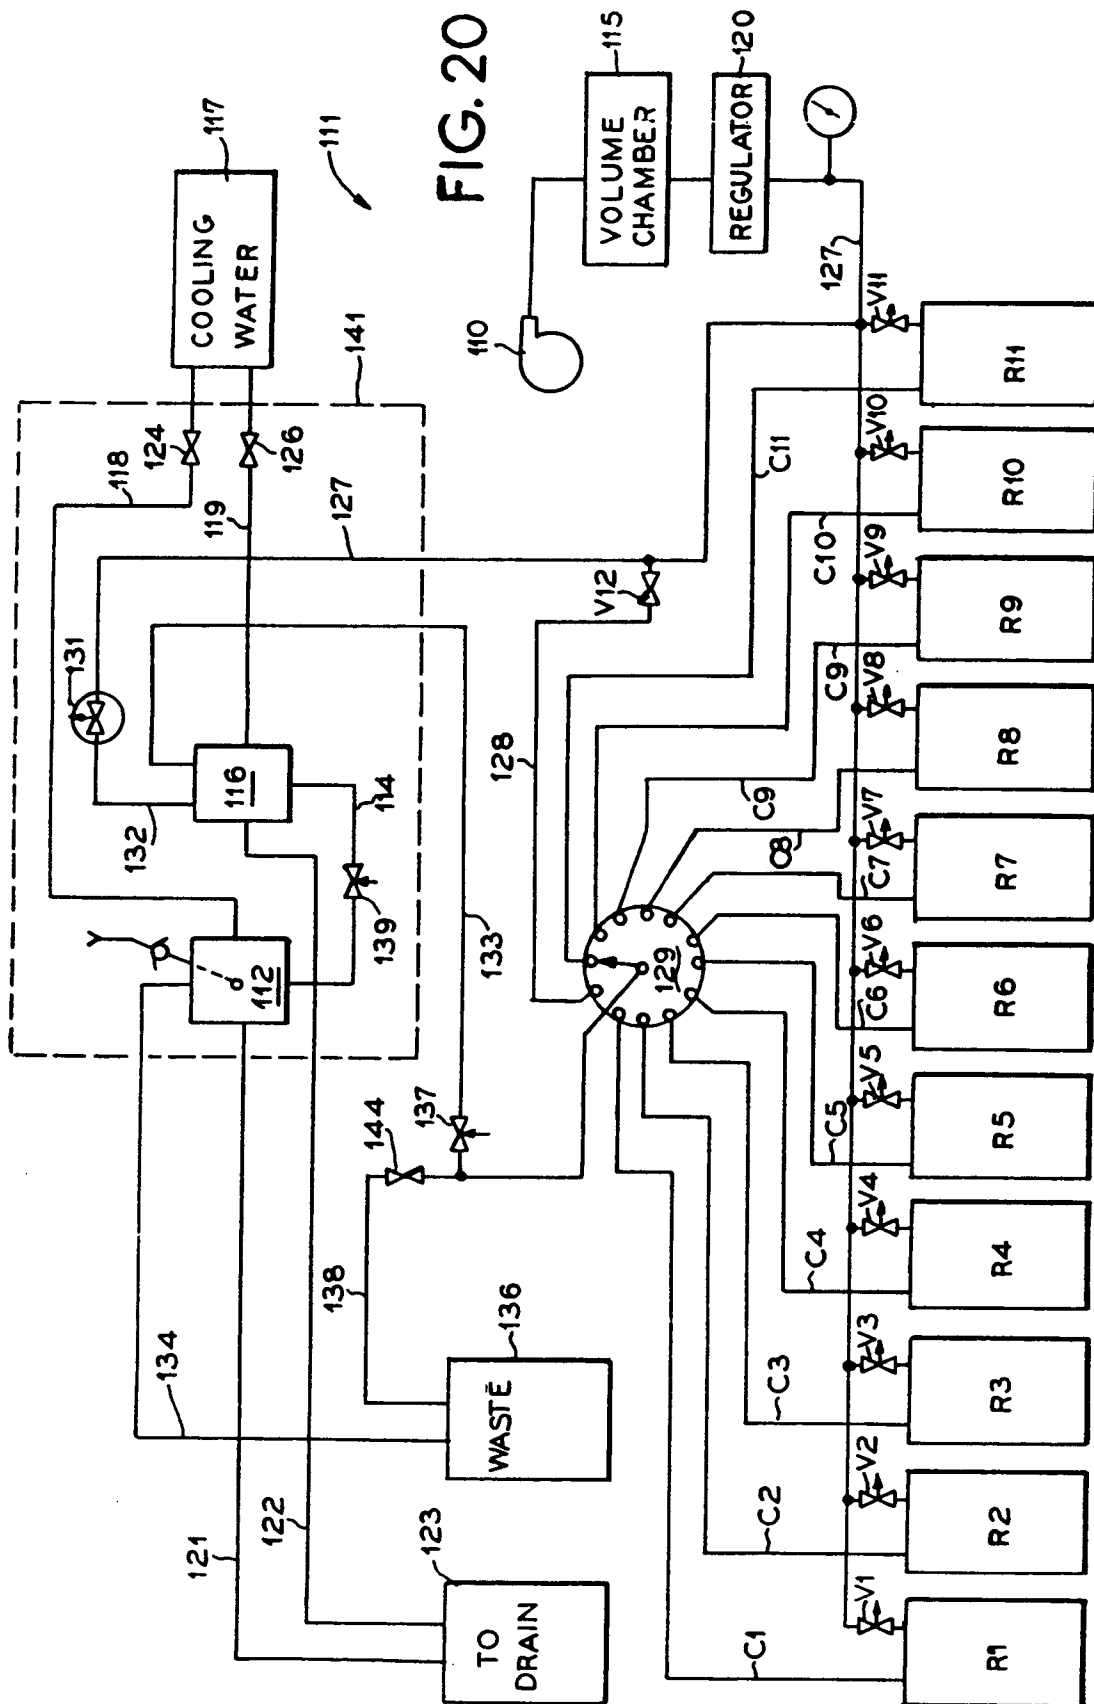 FIG. 20
111
117
COOLING
WATER
141
118
124
119
126
127
131
132
116
114
139
112
133
134
137
144
138
136
WASTE
121
122
123
TO
DRAIN
110
115
VOLUME
CHAMBER
120
REGULATOR
127
V12
128
129
C11
C10
C9
C9
C8
C7
C6
C5
C4
C3
C2
C1
V1
V2
V3
V4
V5
V6
V7
V8
V9
V10
V11
R1
R2
R3
R4
R5
R6
R7
R8
R9
R10
R11